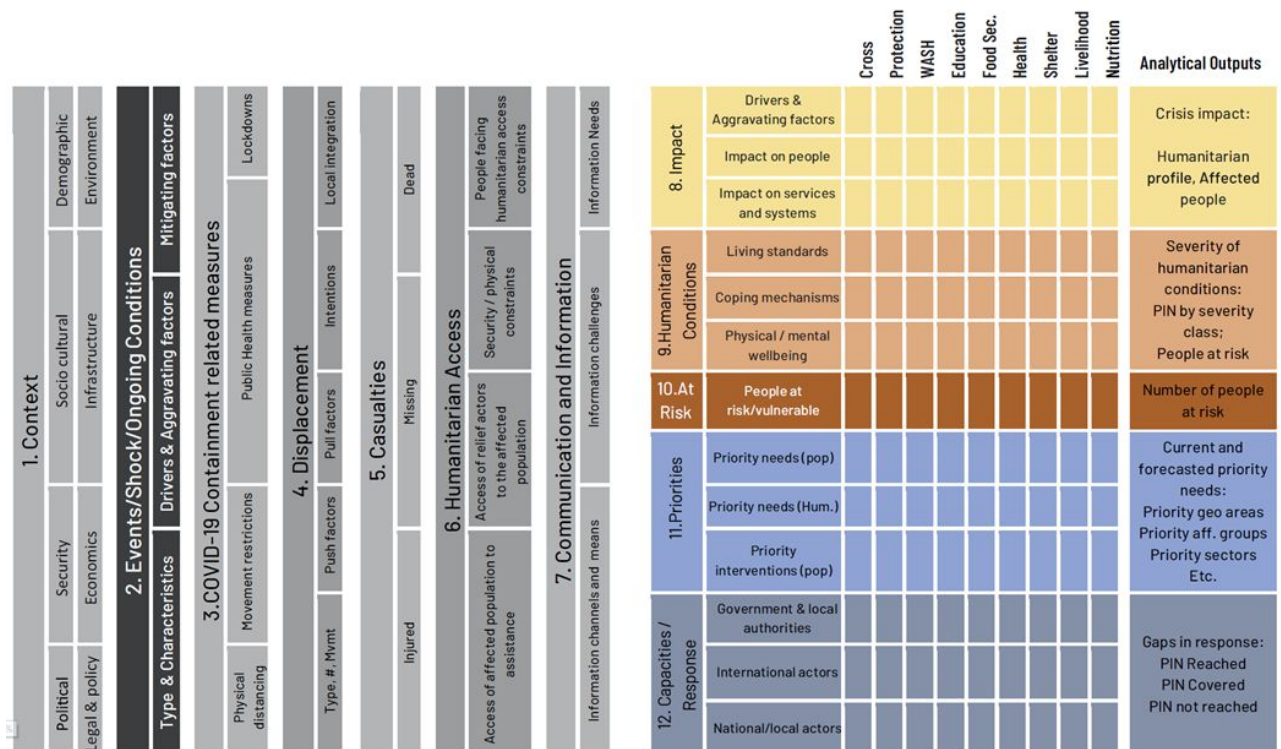 1. Context
Political
Security
Socio cultural
Demographic
Legal & policy
Economics
Infrastructure
Environment
2. Events/Shock/Ongoing Conditions
Type & Characteristics
Drivers & Aggravating factors
Mitigating factors
3.COVID-19 Containment related measures
Physical
distancing
Movement restrictions
Public Health measures
Lockdowns
4. Displacement
Type, #, Mvmt
Push factors
Pull factors
Intentions
Local integration
5. Casualties
Injured
Missing
Dead
6. Humanitarian Access
Access of affected population to
assistance
Access of relief actors
to the affected
population
Security / physical
constraints
People facing
humanitarian access
constraints
7. Communication and Information
Information channels and means
Information challenges
Information Needs
Cross
Protection
WASH
Education
Food Sec.
Health
Shelter
Livelihood
Nutrition
Analytical Outputs
8. Impact
Drivers &
Aggravating factors
Impact on people
Impact on services
and systems
Crisis impact:
Humanitarian
profile, Affected
people
9.Humanitarian
Conditions
Living standards
Coping mechanisms
Physical / mental
wellbeing
Severity of
humanitarian
conditions:
PIN by severity
class;
People at risk
10.At
Risk
People at
risk/vulnerable
Number of people
at risk
11.Priorities
Priority needs (pop)
Priority needs (Hum.)
Priority
interventions (pop)
Current and
forecasted priority
needs:
Priority geo areas
Priority aff. groups
Priority sectors
Etc.
12. Capacities /
Response
Government & local
authorities
International actors
National/local actors
Gaps in response:
PIN Reached
PIN Covered
PIN not reached